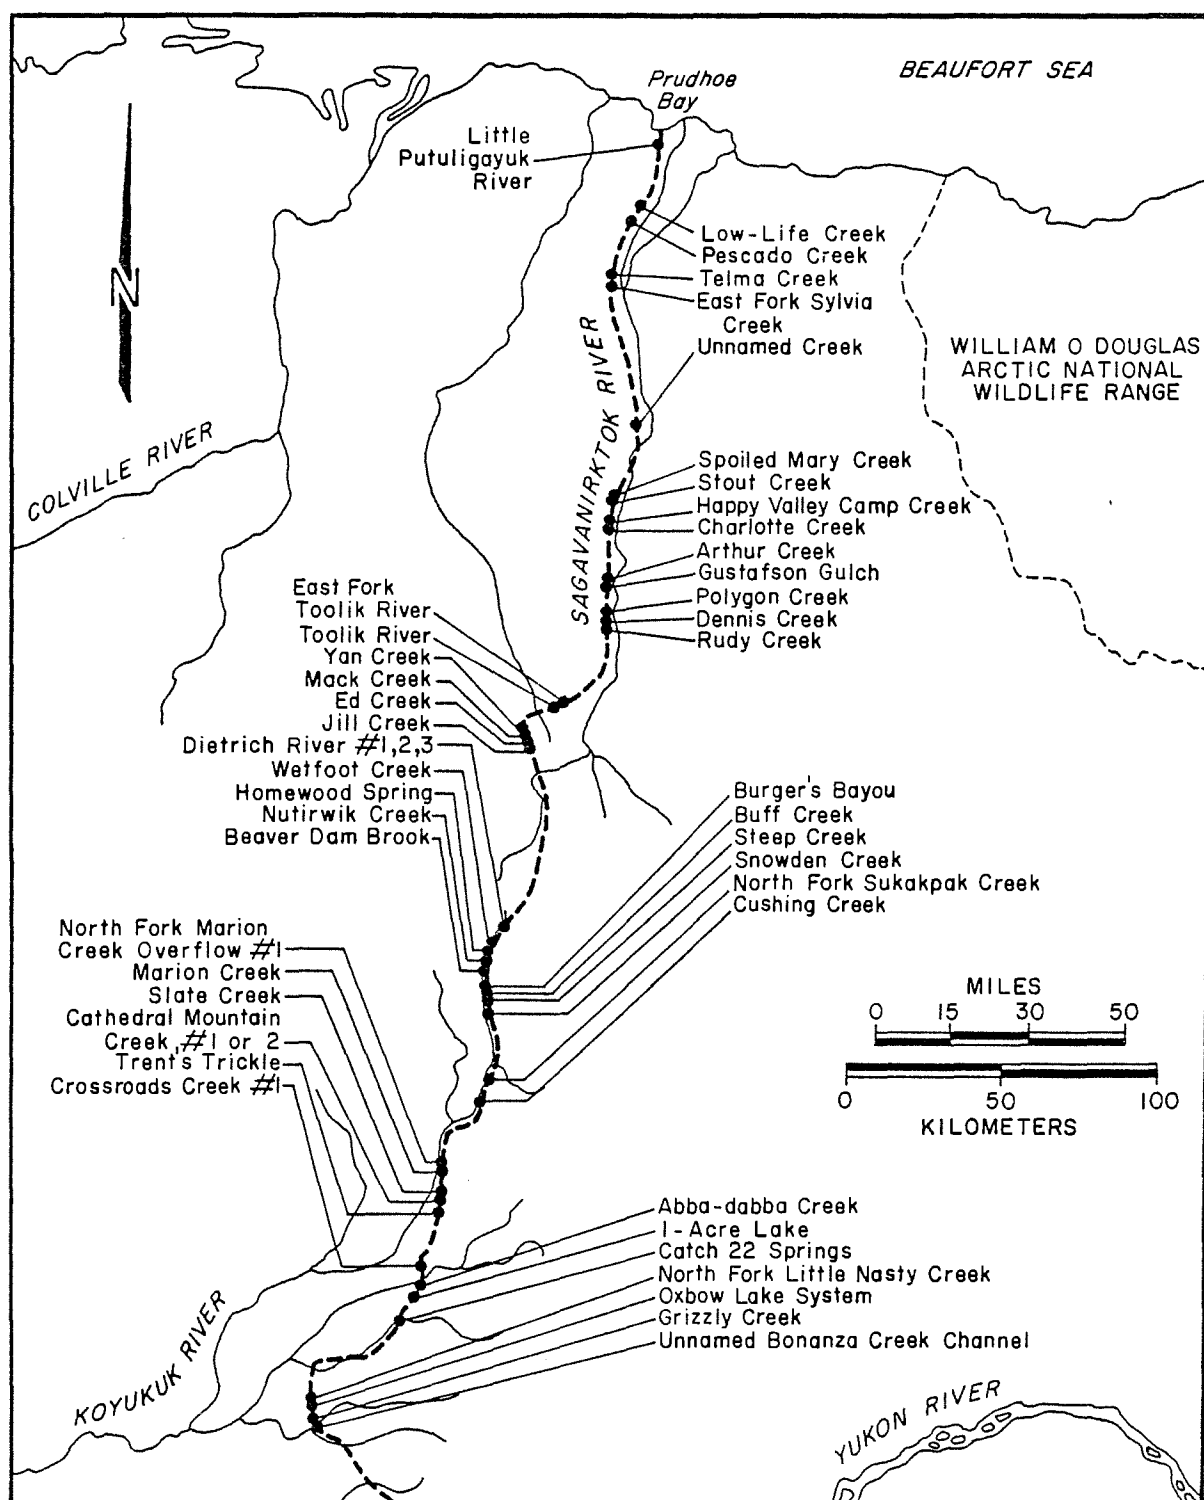 BEAUFORT SEA
Prudhoe
Bay
Little
Putuligayuk
River
Low-Life Creek
Pescado Creek
Telma Creek
East Fork Sylvia
Creek
Unnamed Creek
N
WILLIAM O DOUGLAS
ARCTIC NATIONAL
WILDLIFE RANGE
SAGAVANIRKTOK RIVER
COLVILLE RIVER
Spoiled Mary Creek
Stout Creek
Happy Valley Camp Creek
Charlotte Creek
Arthur Creek
Gustafson Gulch
Polygon Creek
Dennis Creek
Rudy Creek
East Fork
Toolik River
Toolik River
Yan Creek
Mack Creek
Ed Creek
Jill Creek
Dietrich River #1,2,3
Wetfoot Creek
Homewood Spring
Nutirwik Creek
Beaver Dam Brook
Burger's Bayou
Buff Creek
Steep Creek
Snowden Creek
North Fork Sukakpak Creek
Cushing Creek
North Fork Marion
Creek Overflow #1
Marion Creek
Slate Creek
Cathedral Mountain
Creek, #1 or 2
Trent's Trickle
Crossroads Creek #1
MILES
0 15 30 50
0 50 100
KILOMETERS
Abba-dabba Creek
1-Acre Lake
Catch 22 Springs
North Fork Little Nasty Creek
Oxbow Lake System
Grizzly Creek
Unnamed Bonanza Creek Channel
KOYUKUK RIVER
YUKON RIVER